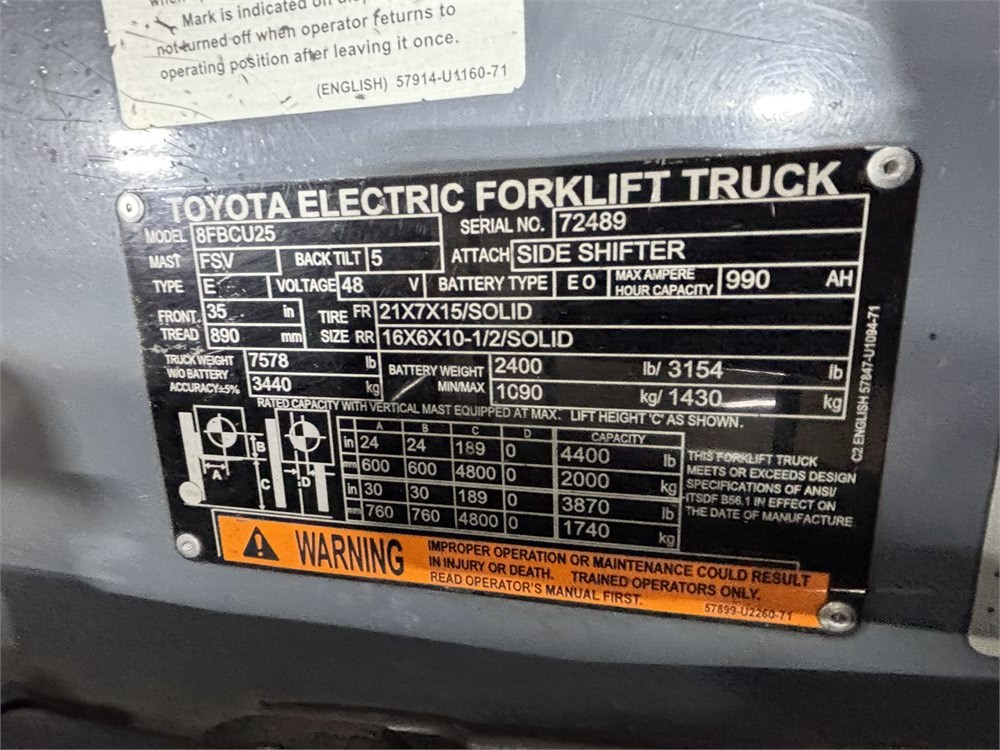 Mark is indicated on
not turned off when operator returns to
operating position after leaving it once.
(ENGLISH) 57914-U1160-71
TOYOTA ELECTRIC FORKLIFT TRUCK
MODEL 8FBCU25 SERIAL NO. 72489
MAST FSV BACK TILT 5 ATTACH SIDE SHIFTER
TYPE E VOLTAGE 48 V BATTERY TYPE E O MAX AMPERE HOUR CAPACITY 990 AH
FRONT TREAD 35 in TIRE SIZE FR 21X7X15/SOLID
890 mm RR 16X6X10-1/2/SOLID
TRUCK WEIGHT W/O BATTERY ACCURACY±5% 7578 lb BATTERY WEIGHT MIN/MAX 2400 lb/ 3154 lb
3440 kg 1090 kg/ 1430 kg
RATED CAPACITY WITH VERTICAL MAST EQUIPPED AT MAX. LIFT HEIGHT 'C' AS SHOWN.
A B C D CAPACITY
in 24 24 189 0 4400 lb
mm 600 600 4800 0 2000 kg
in 30 30 189 0 3870 lb
mm 760 760 4800 0 1740 kg
A B C D
THIS FORKLIFT TRUCK
MEETS OR EXCEEDS DESIGN
SPECIFICATIONS OF ANSI/
ITSDF B56.1 IN EFFECT ON
THE DATE OF MANUFACTURE
C2 ENGLISH 57847-U1094-71
WARNING
IMPROPER OPERATION OR MAINTENANCE COULD RESULT
IN INJURY OR DEATH. TRAINED OPERATORS ONLY.
READ OPERATOR'S MANUAL FIRST.
57899-U2260-71